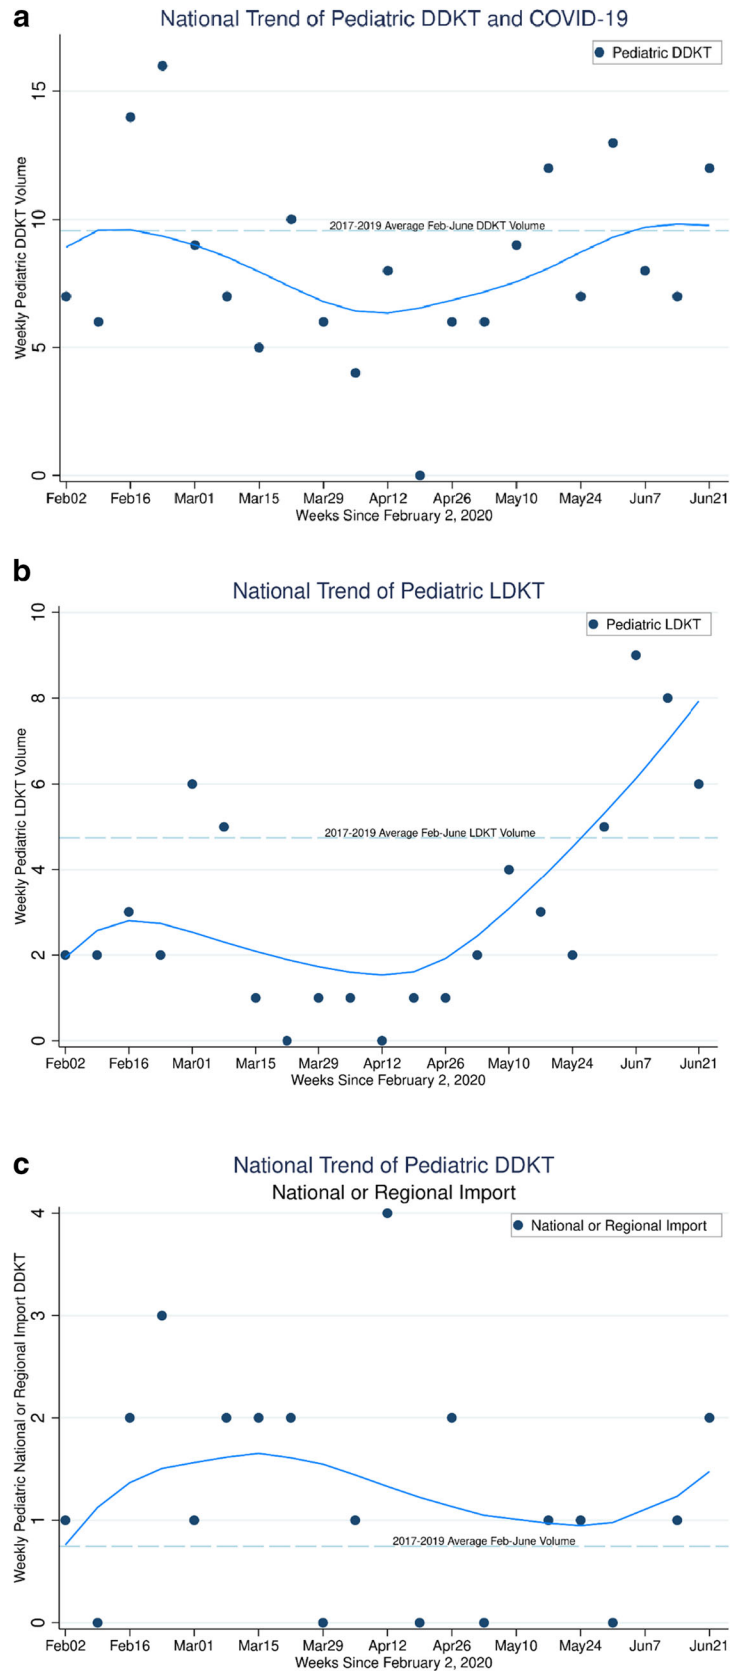 a
National Trend of Pediatric DDKT and COVID-19
Pediatric DDKT
Weekly Pediatric DDKT Volume
15
10
5
0
2017-2019 Average Feb-June DDKT Volume
Feb02 Feb16 Mar01 Mar15 Mar29 Apr12 Apr26 May10 May24 Jun7 Jun21
Weeks Since February 2, 2020
b
National Trend of Pediatric LDKT
Pediatric LDKT
Weekly Pediatric LDKT Volume
10
8
6
4
2
0
2017-2019 Average Feb-June LDKT Volume
Feb02 Feb16 Mar01 Mar15 Mar29 Apr12 Apr26 May10 May24 Jun7 Jun21
Weeks Since February 2, 2020
c
National Trend of Pediatric DDKT
National or Regional Import
National or Regional Import
Weekly Pediatric National or Regional Import DDKT
4
3
2
1
0
2017-2019 Average Feb-June Volume
Feb02 Feb16 Mar01 Mar15 Mar29 Apr12 Apr26 May10 May24 Jun7 Jun21
Weeks Since February 2, 2020